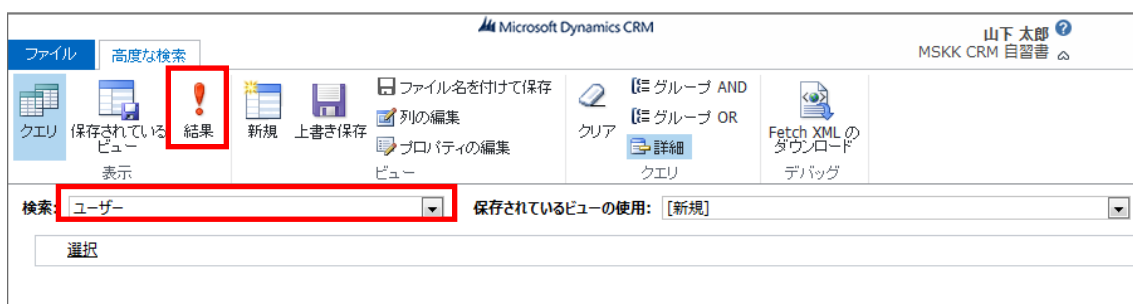 Microsoft Dynamics CRM
山下 太郎
MSKK CRM 自習書
ファイル 高度な検索
クエリ
保存されている
ビュー
結果
表示
新規
上書き保存
ファイル名を付けて保存
列の編集
プロパティの編集
ビュー
クリア
グループ AND
グループ OR
詳細
クエリ
Fetch XML の
ダウンロード
デバッグ
検索: ユーザー 保存されているビューの使用: [新規]
選択